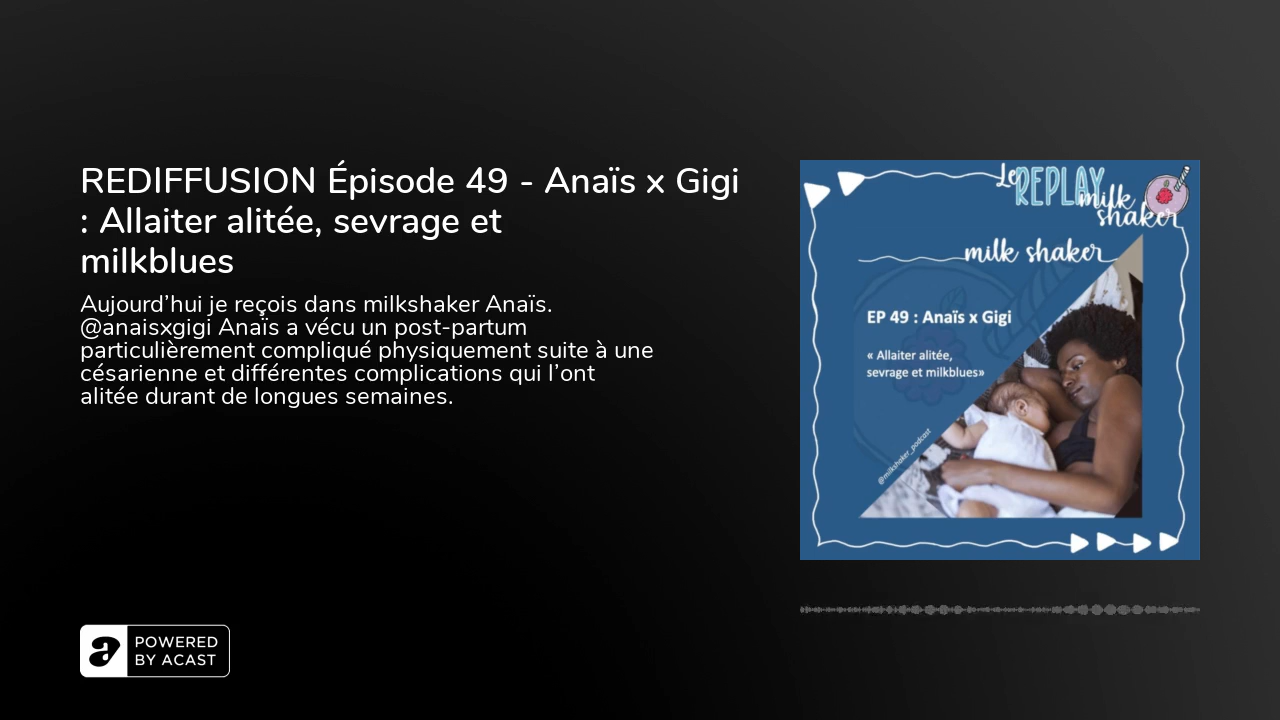 REDIFFUSION Épisode 49 - Anaïs x Gigi
: Allaiter alitée, sevrage et
milkblues
Aujourd’hui je reçois dans milkshaker Anaïs.
@anaisxgigi Anaïs a vécu un post-partum
particulièrement compliqué physiquement suite à une
césarienne et différentes complications qui l’ont
alitée durant de longues semaines.
Le REPLAY
milk
shaker
milk shaker
EP 49 : Anaïs x Gigi
« Allaiter alitée,
sevrage et milkblues»
@milkshaker_podcast
a
POWERED
BY ACAST